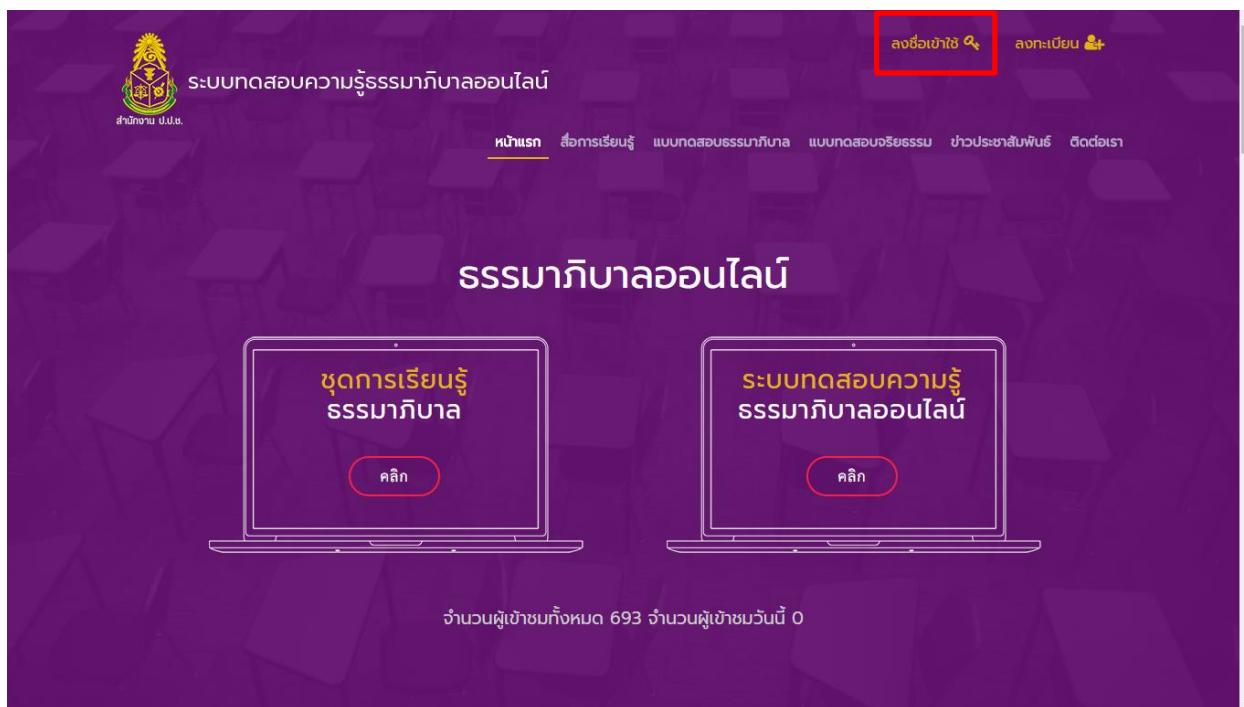 ลงชื่อเข้าใช้ ลงทะเบียน
ระบบทดสอบความรู้ธรรมาภิบาลออนไลน์
สำนักงาน ป.ป.ช.
หน้าแรก สื่อการเรียนรู้ แบบทดสอบธรรมาภิบาล แบบทดสอบจริยธรรม ข่าวประชาสัมพันธ์ ติดต่อเรา
ธรรมาภิบาลออนไลน์
ชุดการเรียนรู้
ธรรมาภิบาล
คลิก
ระบบทดสอบความรู้
ธรรมาภิบาลออนไลน์
คลิก
จำนวนผู้เข้าชมทั้งหมด 693 จำนวนผู้เข้าชมวันนี้ 0